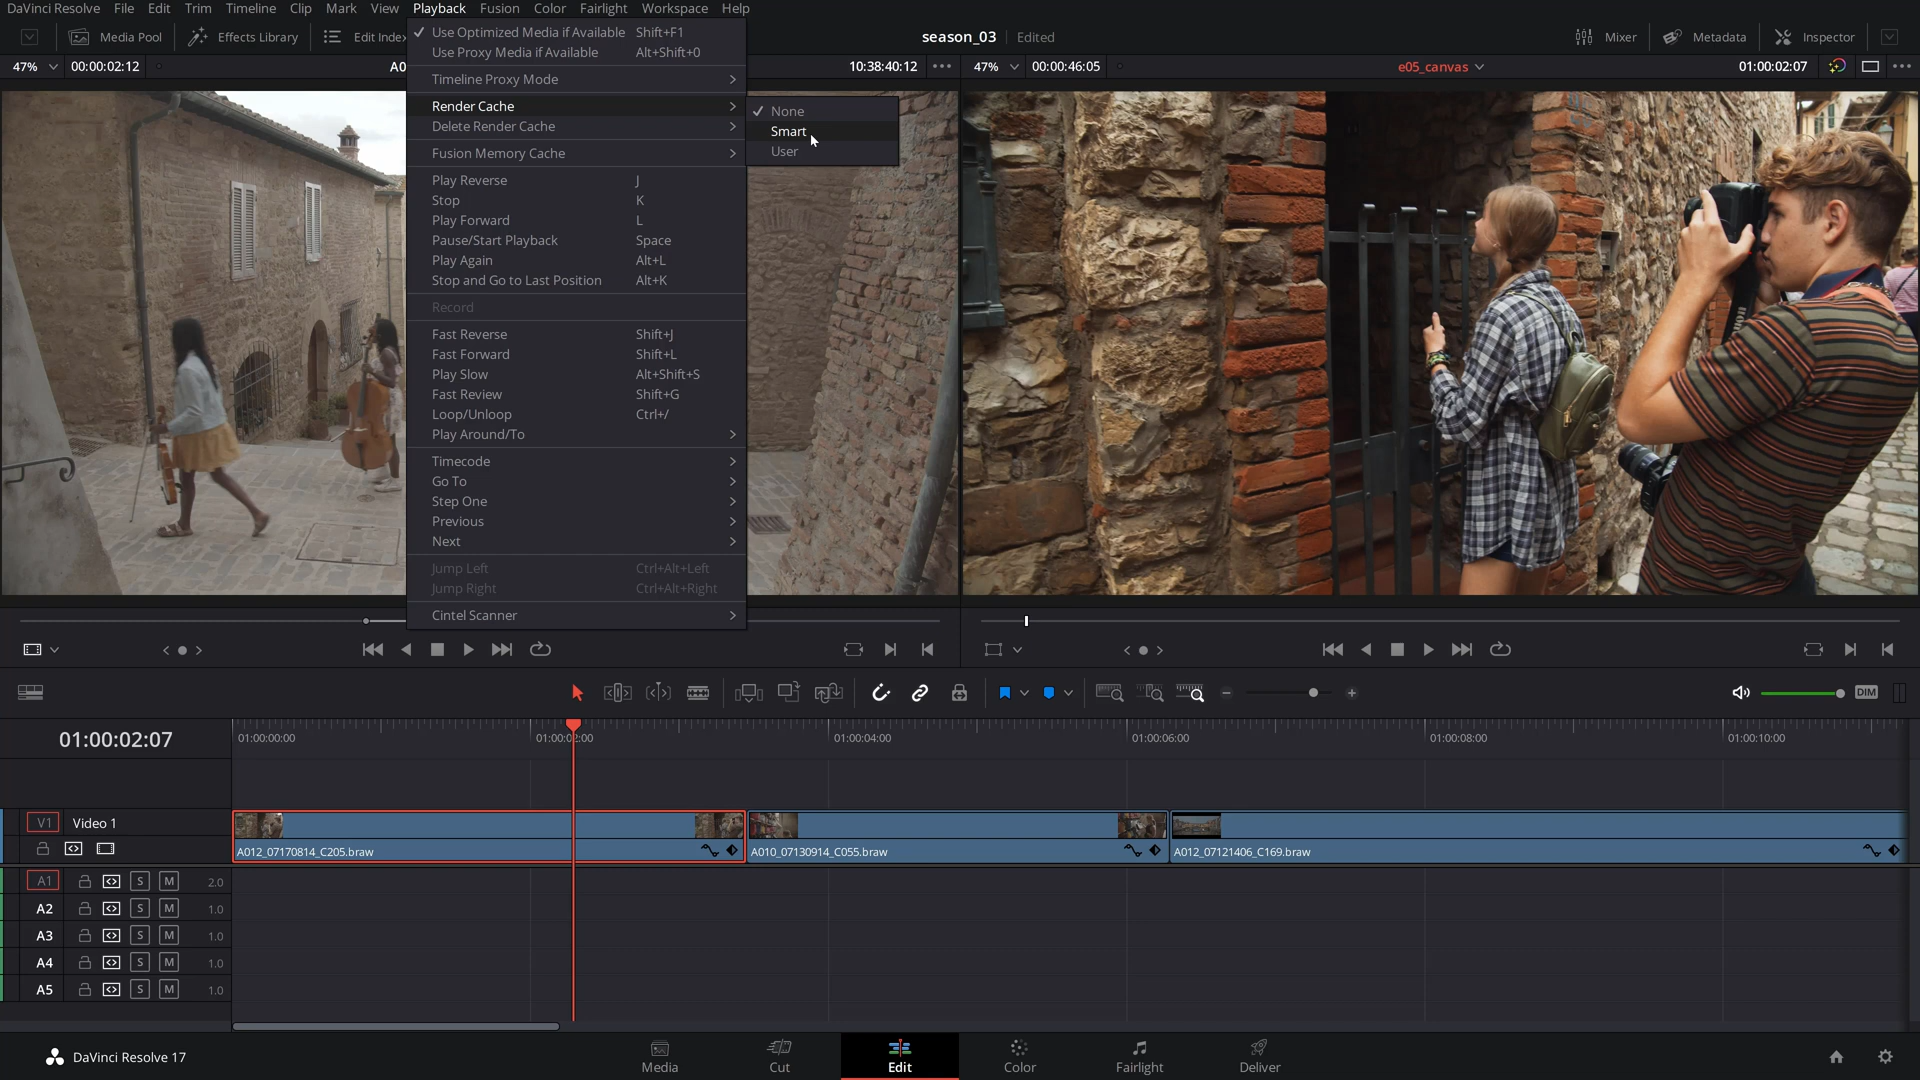 DaVinci Resolve File Edit Trim Timeline Clip Mark View Playback Fusion Color Fairlight Workspace Help
Media Pool Effects Library Edit Index season_03 Edited Mixer Metadata Inspector
47% 00:00:02:12 A0 10:38:40:12 47% 00:00:46:05 e05_canvas 01:00:02:07
Use Optimized Media if Available Shift+F1
Use Proxy Media if Available Alt+Shift+0
Timeline Proxy Mode
Render Cache
Delete Render Cache
Fusion Memory Cache
Play Reverse J
Stop K
Play Forward L
Pause/Start Playback Space
Play Again Alt+L
Stop and Go to Last Position Alt+K
Record
Fast Reverse Shift+J
Fast Forward Shift+L
Play Slow Alt+Shift+S
Fast Review Shift+G
Loop/Unloop Ctrl+/
Play Around/To
Timecode
Go To
Step One
Previous
Next
Jump Left Ctrl+Alt+Left
Jump Right Ctrl+Alt+Right
Cintel Scanner
None
Smart
User
DIM
01:00:02:07
01:00:00:00 01:00:02:00 01:00:04:00 01:00:06:00 01:00:08:00 01:00:10:00
V1 Video 1
A012_07170814_C205.braw A010_07130914_C055.braw A012_07121406_C169.braw
A1 S M 2.0
A2 S M 1.0
A3 S M 1.0
A4 S M 1.0
A5 S M 1.0
DaVinci Resolve 17 Media Cut Edit Color Fairlight Deliver